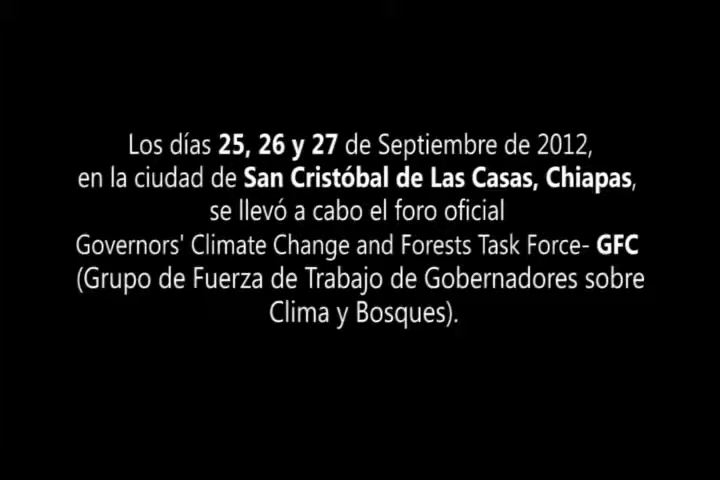 Los días 25, 26 y 27 de Septiembre de 2012,
en la ciudad de San Cristóbal de Las Casas, Chiapas,
se llevó a cabo el foro oficial
Governors' Climate Change and Forests Task Force- GFC
(Grupo de Fuerza de Trabajo de Gobernadores sobre
Clima y Bosques).